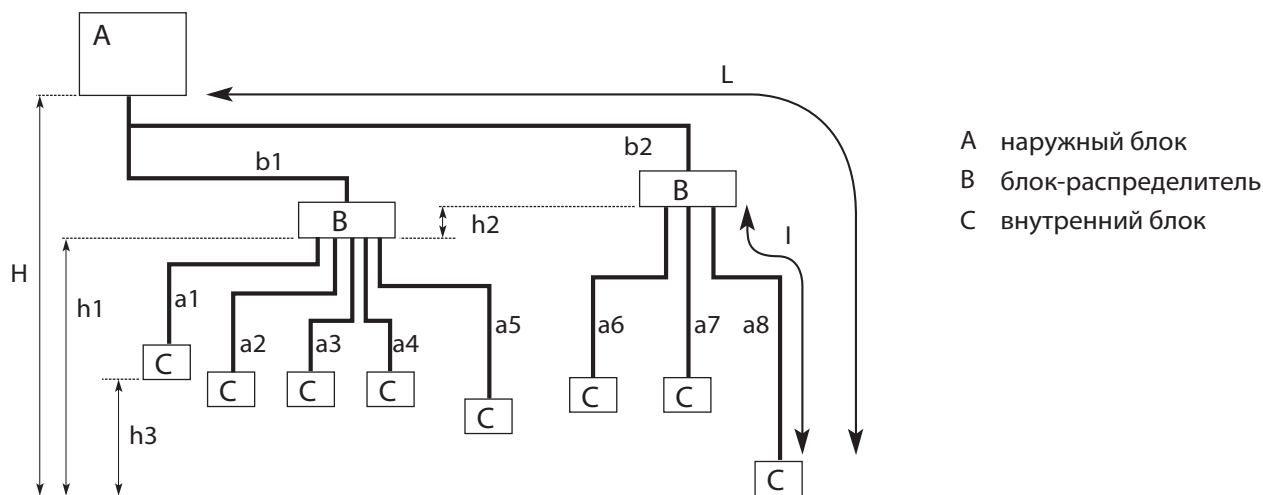 A
L
A наружный блок
b2
b1
B блок-распределитель
B
B
C внутренний блок
h2
I
H
h1
a1
a2
a3
a4
a5
a6
a7
a8
C
C
C
C
C
C
C
h3
C